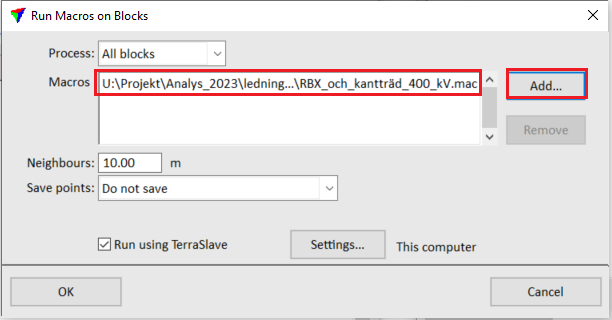 Run Macros on Blocks
Process: All blocks
Macros U:\Projekt\Analys_2023\ledning...\RBX_och_kantträd_400_kV.mac
Add...
Remove
Neighbours: 10.00 m
Save points: Do not save
Run using TerraSlave Settings... This computer
OK Cancel